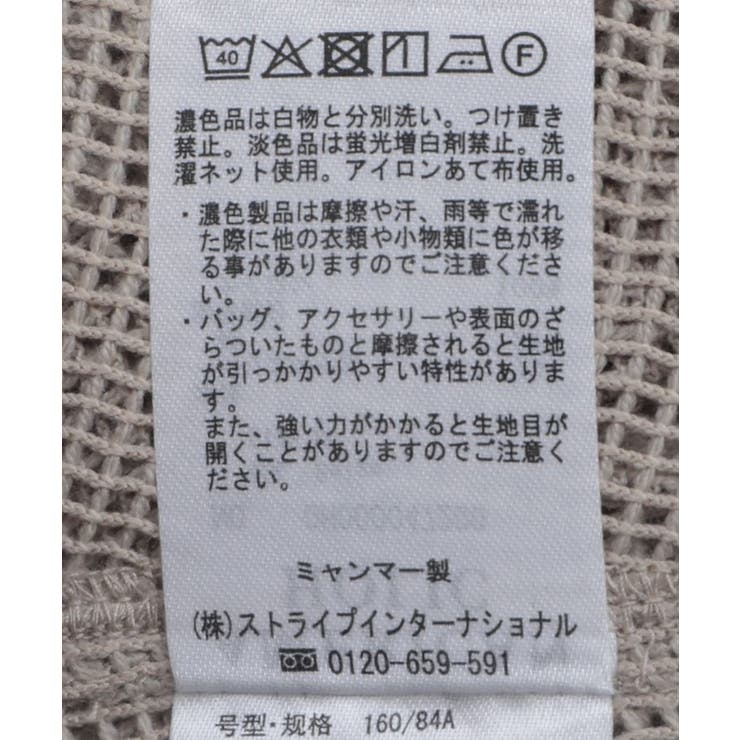 40 F
濃色品は白物と分別洗い。つけ置き
禁止。淡色品は蛍光増白剤禁止。洗
濯ネット使用。アイロンあて布使用。
・濃色製品は摩擦や汗、雨等で濡れ
た際に他の衣類や小物類に色が移
る事がありますのでご注意くださ
い。
・バッグ、アクセサリーや表面のざ
らついたものと摩擦されると生地
が引っかかりやすい特性がありま
す。
また、強い力がかかると生地目が
開くことがありますのでご注意く
ださい。
ミャンマー製
(株)ストライプインターナショナル
0120-659-591
号型・规格 160/84A